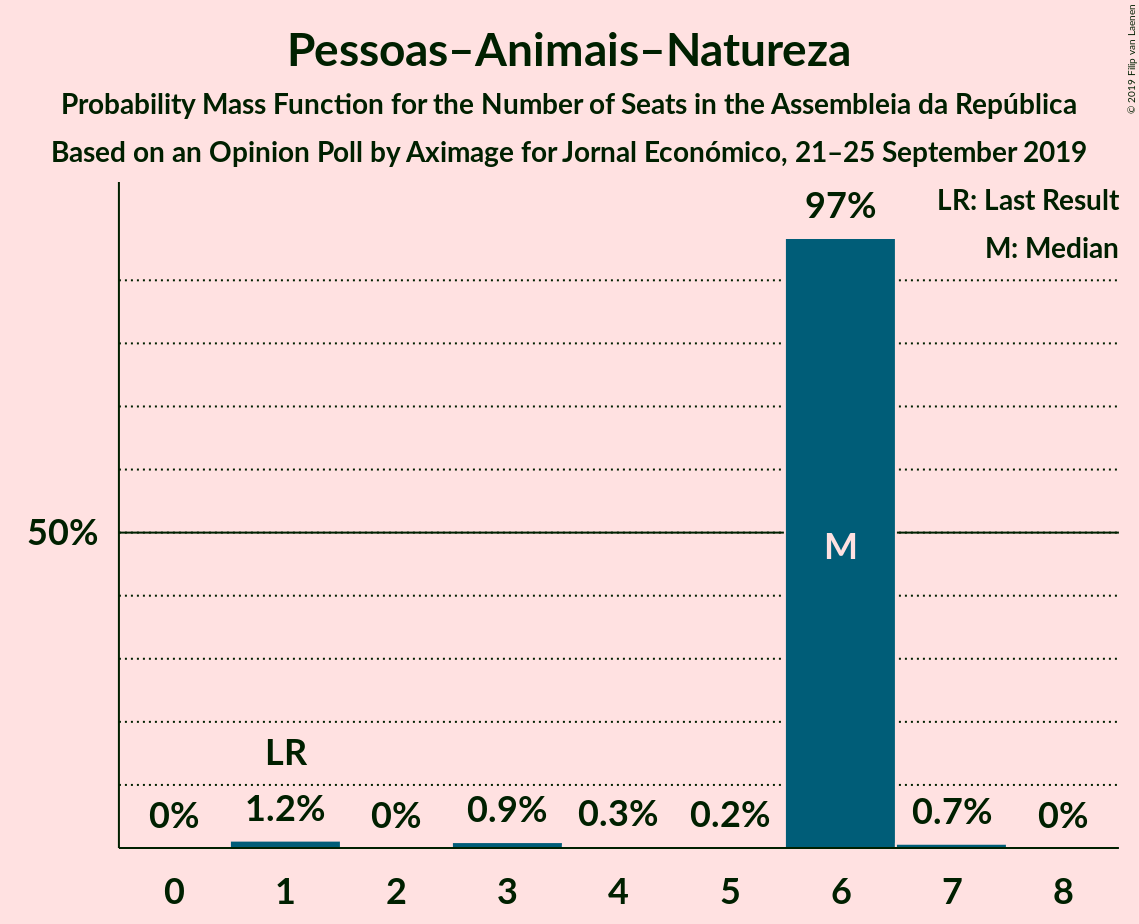 Pessoas–Animais–Natureza
Probability Mass Function for the Number of Seats in the Assembleia da República
Based on an Opinion Poll by Aximage for Jornal Económico, 21–25 September 2019
© 2019 Filip van Laenen
97%
LR: Last Result
M: Median
50%
M
LR
0%
1.2%
0%
0.9%
0.3%
0.2%
0.7%
0%
0
1
2
3
4
5
6
7
8